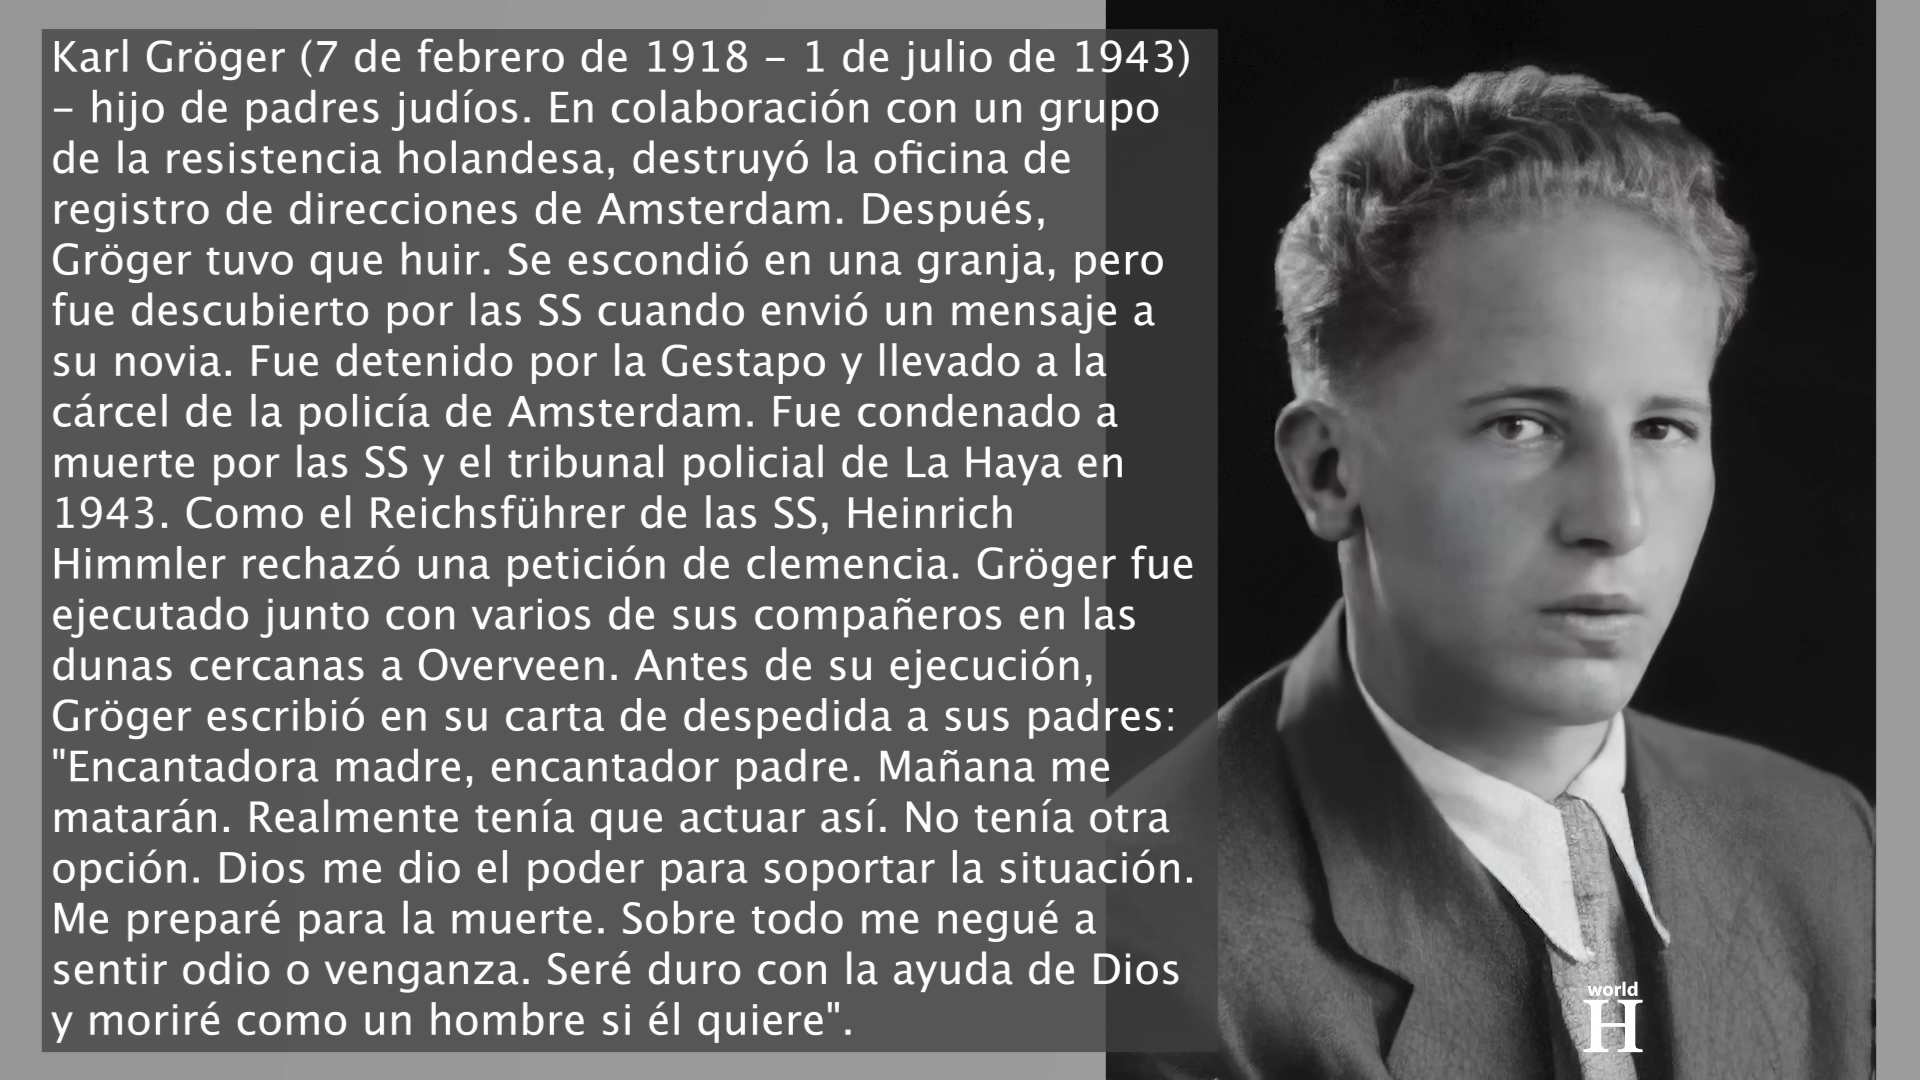 Karl Gröger (7 de febrero de 1918 – 1 de julio de 1943)
– hijo de padres judíos. En colaboración con un grupo
de la resistencia holandesa, destruyó la oficina de
registro de direcciones de Amsterdam. Después,
Gröger tuvo que huir. Se escondió en una granja, pero
fue descubierto por las SS cuando envió un mensaje a
su novia. Fue detenido por la Gestapo y llevado a la
cárcel de la policía de Amsterdam. Fue condenado a
muerte por las SS y el tribunal policial de La Haya en
1943. Como el Reichsführer de las SS, Heinrich
Himmler rechazó una petición de clemencia. Gröger fue
ejecutado junto con varios de sus compañeros en las
dunas cercanas a Overveen. Antes de su ejecución,
Gröger escribió en su carta de despedida a sus padres:
"Encantadora madre, encantador padre. Mañana me
matarán. Realmente tenía que actuar así. No tenía otra
opción. Dios me dio el poder para soportar la situación.
Me preparé para la muerte. Sobre todo me negué a
sentir odio o venganza. Seré duro con la ayuda de Dios
y moriré como un hombre si él quiere".
world
H